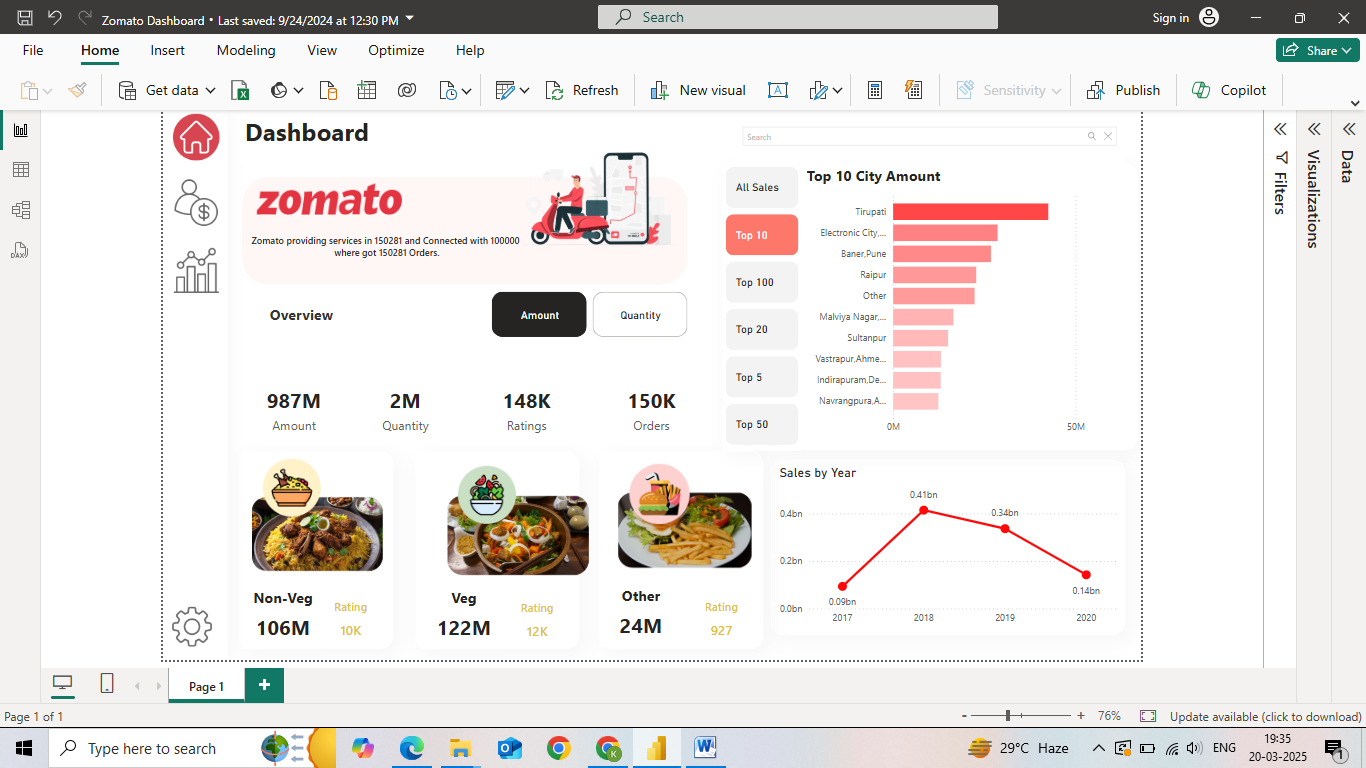 Zomato Dashboard • Last saved: 9/24/2024 at 12:30 PM
Search
Sign in
File
Home
Insert
Modeling
View
Optimize
Help
Share
Get data
Refresh
New visual
Sensitivity
Publish
Copilot
Dashboard
Search
zomato
Zomato providing services in 150281 and Connected with 100000
where got 150281 Orders.
Overview
Amount
Quantity
987M
Amount
2M
Quantity
148K
Ratings
150K
Orders
All Sales
Top 10
Top 100
Top 20
Top 5
Top 50
Top 10 City Amount
Tirupati
Electronic City,...
Baner,Pune
Raipur
Other
Malviya Nagar,...
Sultanpur
Vastrapur,Ahme...
Indirapuram,De...
Navrangpura,A...
0M
50M
Non-Veg
106M
Rating
10K
Veg
122M
Rating
12K
Other
24M
Rating
927
Sales by Year
0.4bn
0.2bn
0.0bn
0.09bn
0.41bn
0.34bn
0.14bn
2017
2018
2019
2020
Filters
Visualizations
Data
DAX
Page 1
Page 1 of 1
76%
Update available (click to download)
Type here to search
29°C Haze
ENG
19:35
20-03-2025
1